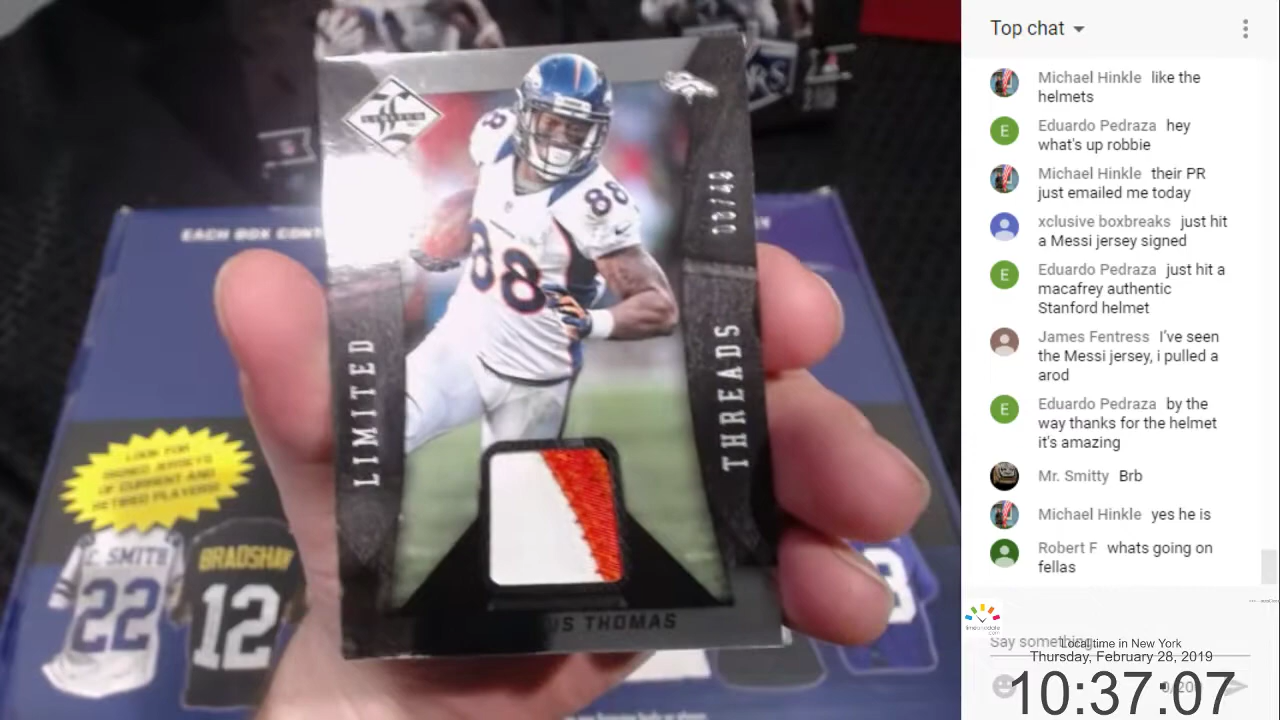 EACH BOX CONT
LIMITED
88
88
88
LIMITED
THREADS
US THOMAS
LOOK FOR
SIGNED JERSEYS
OF CURRENT AND
RETIRED PLAYERS!
E. SMITH
22
BRADSHAW
12
Top chat
Michael Hinkle like the
helmets
Eduardo Pedraza hey
what's up robbie
Michael Hinkle their PR
just emailed me today
xclusive boxbreaks just hit
a Messi jersey signed
Eduardo Pedraza just hit a
macafrey authentic
Stanford helmet
James Fentress I've seen
the Messi jersey, i pulled a
arod
Eduardo Pedraza by the
way thanks for the helmet
it's amazing
Mr. Smitty Brb
Michael Hinkle yes he is
Robert F whats going on
fellas
Say something...
Local time in New York
Thursday, February 28, 2019
10:37:07